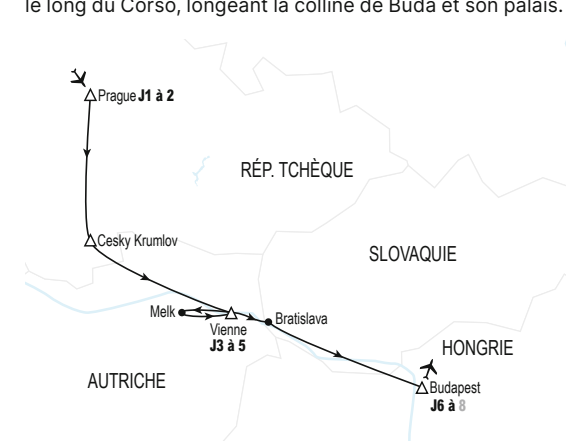 le long du Corso, longeant la colline de Buda et son palais.
Prague J1 à 2
RÉP. TCHÈQUE
Cesky Krumlov
SLOVAQUIE
Melk
Bratislava
Vienne
J3 à 5
HONGRIE
AUTRICHE
Budapest
J6 à 8